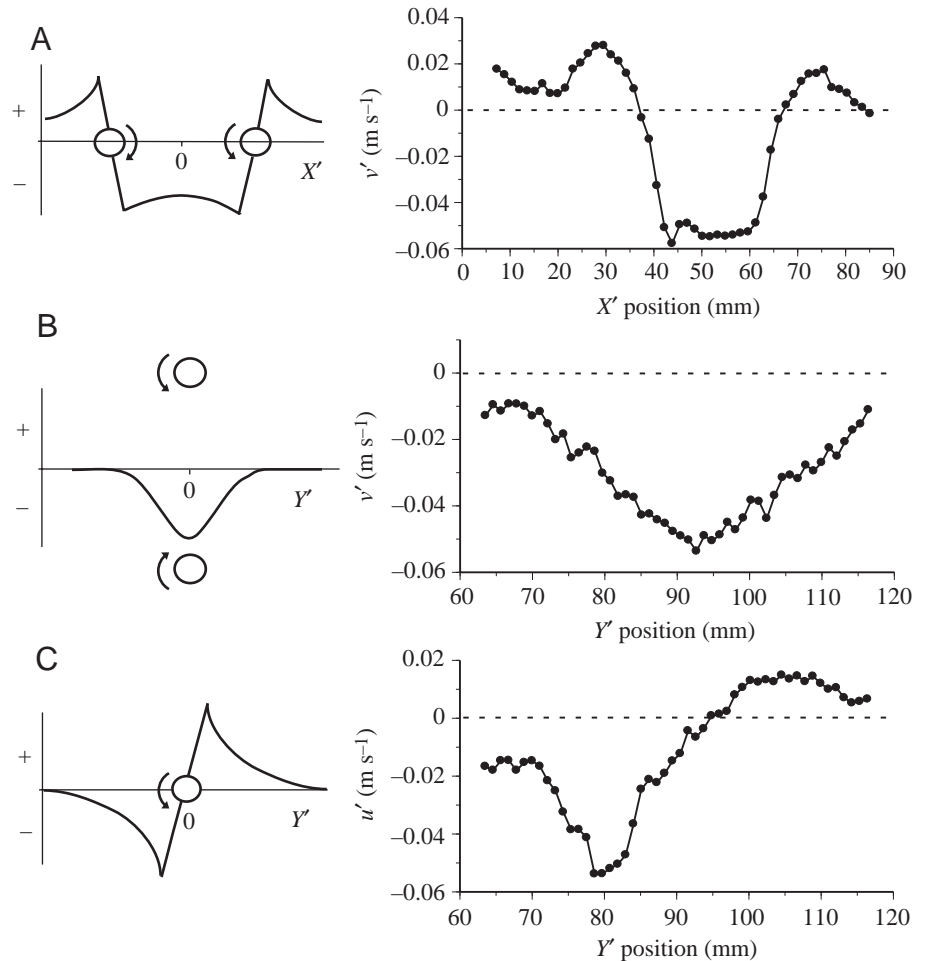 A
+
−
0
X′
0.04
0.02
0
–0.02
–0.04
–0.06
v′ (m s–1)
0 10 20 30 40 50 60 70 80 90
X′ position (mm)
B
+
−
0
Y′
0
–0.02
–0.04
–0.06
v′ (m s–1)
60 70 80 90 100 110 120
Y′ position (mm)
C
+
−
0
Y′
0.02
0
–0.02
–0.04
–0.06
u′ (m s–1)
60 70 80 90 100 110 120
Y′ position (mm)